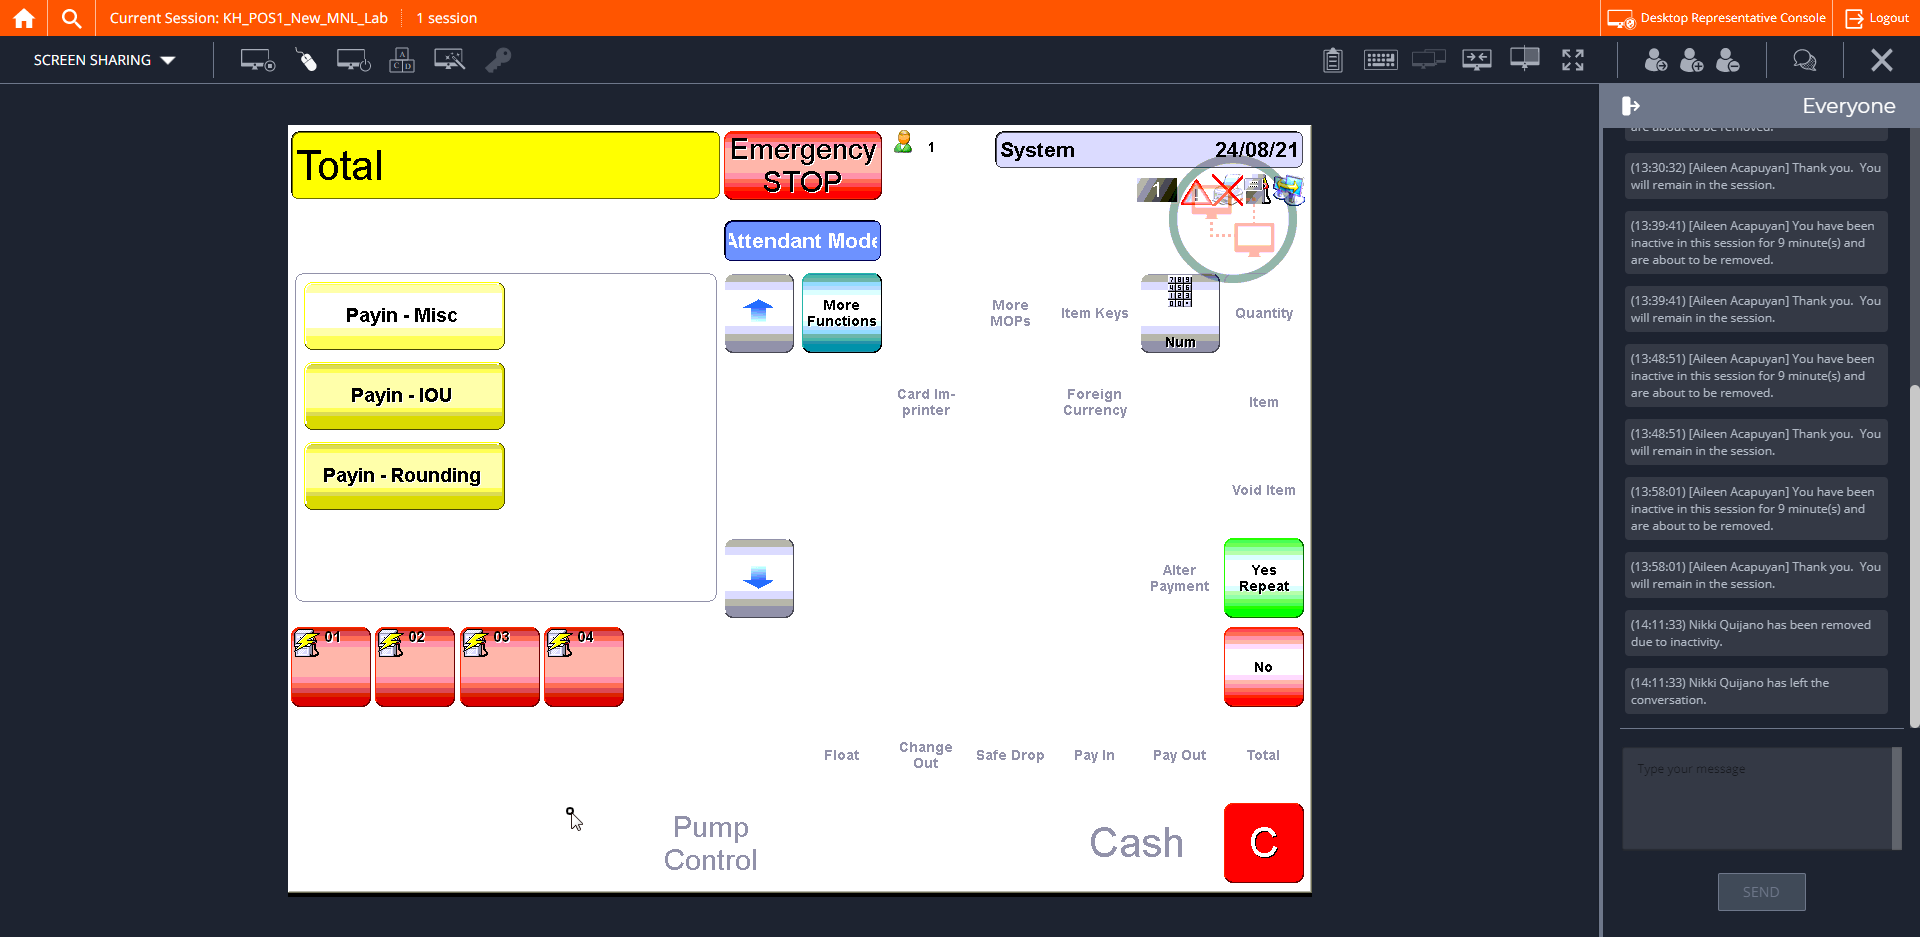 Current Session: KH_POS1_New_MNL_Lab
1 session
Desktop Representative Console
Logout
SCREEN SHARING
A
C D
Everyone
are about to be removed.
(13:30:32) [Aileen Acapuyan] Thank you.  You
will remain in the session.
(13:39:41) [Aileen Acapuyan] You have been
inactive in this session for 9 minute(s) and
are about to be removed.
(13:39:41) [Aileen Acapuyan] Thank you.  You
will remain in the session.
(13:48:51) [Aileen Acapuyan] You have been
inactive in this session for 9 minute(s) and
are about to be removed.
(13:48:51) [Aileen Acapuyan] Thank you.  You
will remain in the session.
(13:58:01) [Aileen Acapuyan] You have been
inactive in this session for 9 minute(s) and
are about to be removed.
(13:58:01) [Aileen Acapuyan] Thank you.  You
will remain in the session.
(14:11:33) Nikki Quijano has been removed
due to inactivity.
(14:11:33) Nikki Quijano has left the
conversation.
Type your message
SEND
Total
Emergency
STOP
1
System
24/08/21
1
Attendant Mode
Payin - Misc
Payin - IOU
Payin - Rounding
More
Functions
More
MOPs
Item Keys
7 8 9
4 5 6
1 2 3
0 0 •
Num
Quantity
Card Im-
printer
Foreign
Currency
Item
Void Item
Alter
Payment
Yes
Repeat
01
02
03
04
No
Float
Change
Out
Safe Drop
Pay In
Pay Out
Total
Pump
Control
Cash
C